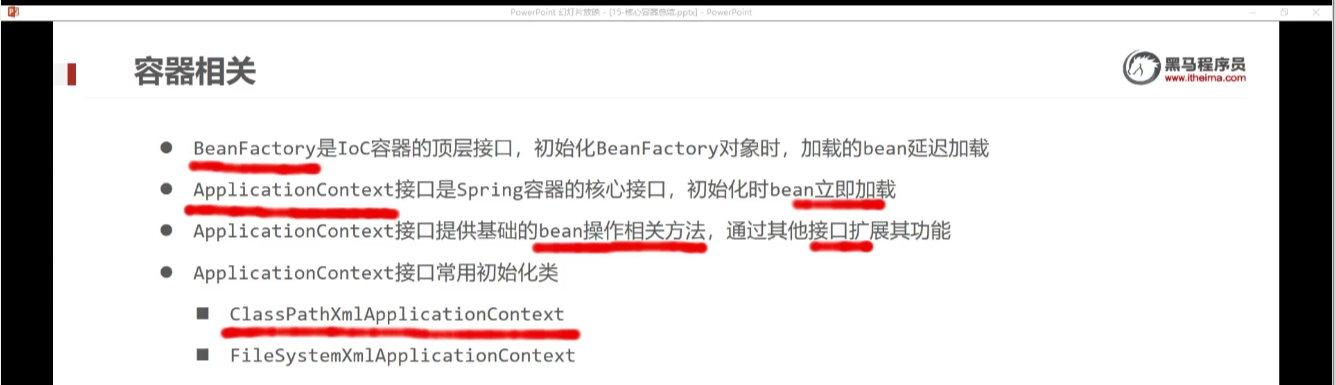 PowerPoint 幻灯片放映 - [15-核心容器总结.pptx] - PowerPoint
容器相关
黑马程序员
www.itheima.com
BeanFactory是IoC容器的顶层接口，初始化BeanFactory对象时，加载的bean延迟加载
ApplicationContext接口是Spring容器的核心接口，初始化时bean立即加载
ApplicationContext接口提供基础的bean操作相关方法，通过其他接口扩展其功能
ApplicationContext接口常用初始化类
ClassPathXmlApplicationContext
FileSystemXmlApplicationContext